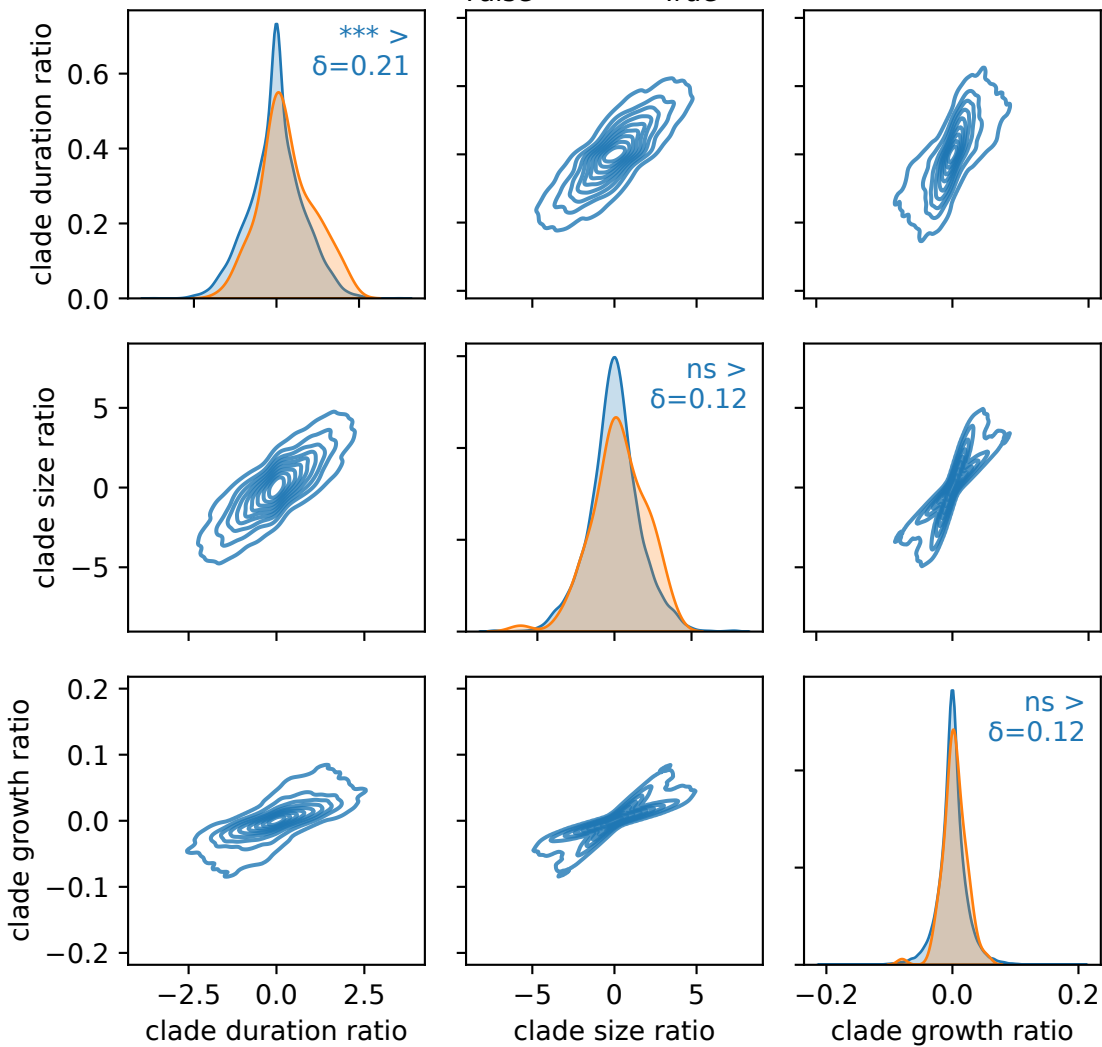 False True
clade duration ratio
0.6
0.4
0.2
0.0
*** >
δ=0.21
clade size ratio
5
0
−5
ns >
δ=0.12
clade growth ratio
0.2
0.1
0.0
−0.1
−0.2
ns >
δ=0.12
−2.5 0.0 2.5
clade duration ratio
−5 0 5
clade size ratio
−0.2 0.0 0.2
clade growth ratio